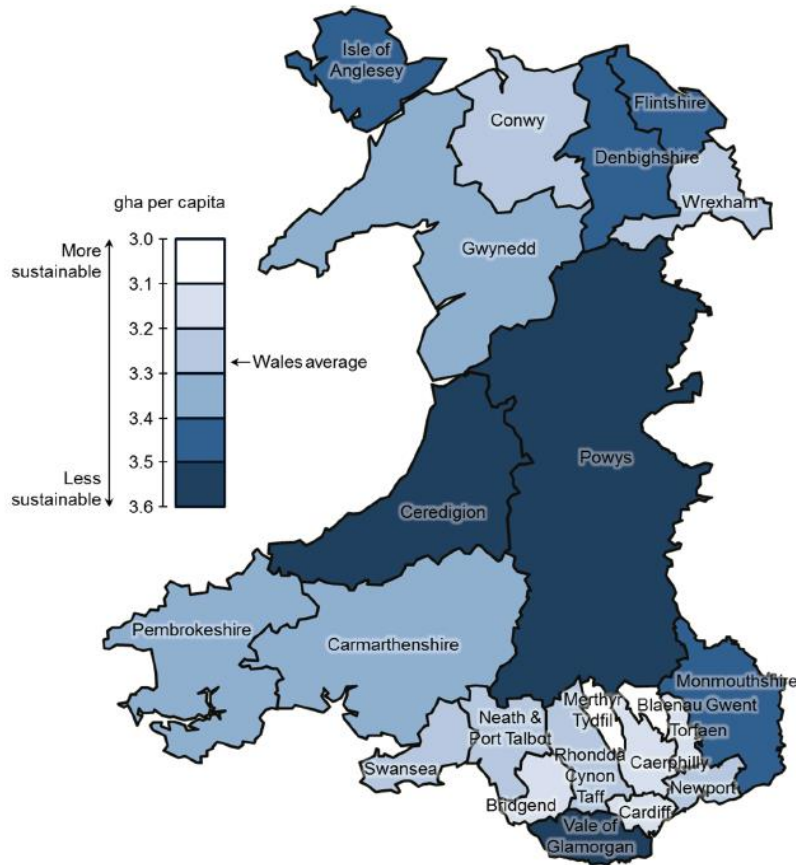 Isle of
Anglesey
Flintshire
Conwy
Denbighshire
Wrexham
gha per capita
More
sustainable
3.0
3.1
3.2
Wales average
3.3
3.4
3.5
Less
sustainable
3.6
Gwynedd
Powys
Ceredigion
Pembrokeshire
Carmarthenshire
Monmouthshire
Merthyr
Tydfil
Blaenau Gwent
Torfaen
Neath &
Port Talbot
Rhondda
Cynon
Taff
Caerphilly
Swansea
Newport
Bridgend
Cardiff
Vale of
Glamorgan